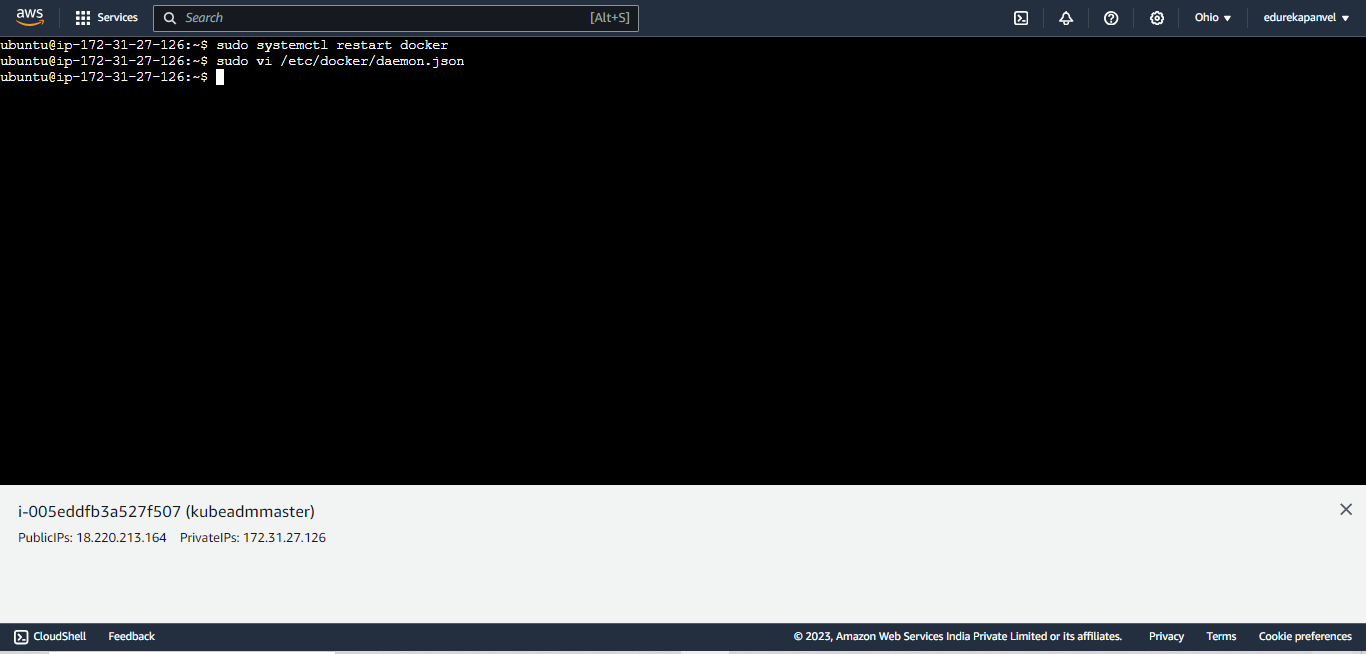 aws Services Search [Alt+S] Ohio edurekapanvel
ubuntu@ip-172-31-27-126:~$ sudo systemctl restart docker
ubuntu@ip-172-31-27-126:~$ sudo vi /etc/docker/daemon.json
ubuntu@ip-172-31-27-126:~$
i-005eddfb3a527f507 (kubeadmmaster)
PublicIPs: 18.220.213.164 PrivateIPs: 172.31.27.126
CloudShell Feedback © 2023, Amazon Web Services India Private Limited or its affiliates. Privacy Terms Cookie preferences